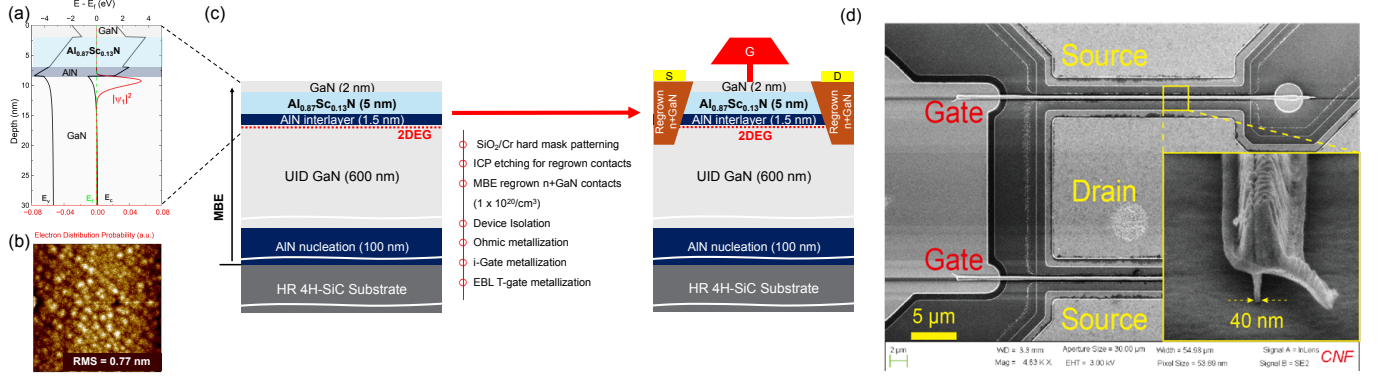 (a)
E - Ef (eV)
-4 0 4
0
5
10
15
20
25
30
Depth (nm)
GaN
Al0.87Sc0.13N
AlN
|ψ1|²
GaN
Ev
Ef
Ec
-0.08 -0.04 0.00 0.04 0.08
Electron Distribution Probability (a.u.)
(b)
RMS = 0.77 nm
(c)
MBE
GaN (2 nm)
Al0.87Sc0.13N (5 nm)
AlN interlayer (1.5 nm)
2DEG
UID GaN (600 nm)
AlN nucleation (100 nm)
HR 4H-SiC Substrate
SiO2/Cr hard mask patterning
ICP etching for regrown contacts
MBE regrown n+GaN contacts
(1 x 10²⁰/cm³)
Device Isolation
Ohmic metallization
i-Gate metallization
EBL T-gate metallization
G
S
D
GaN (2 nm)
Regrown
n+GaN
Al0.87Sc0.13N (5 nm)
Regrown
n+GaN
AlN interlayer (1.5 nm)
2DEG
UID GaN (600 nm)
AlN nucleation (100 nm)
HR 4H-SiC Substrate
(d)
Source
Gate
Drain
Gate
Source
5 µm
40 nm
2 µm
WD = 3.3 mm
Mag = 4.63 K X
Aperture Size = 30.00 µm
EHT = 3.00 kV
Width = 54.98 µm
Pixel Size = 53.69 nm
Signal A = InLens
Signal B = SE2
CNF